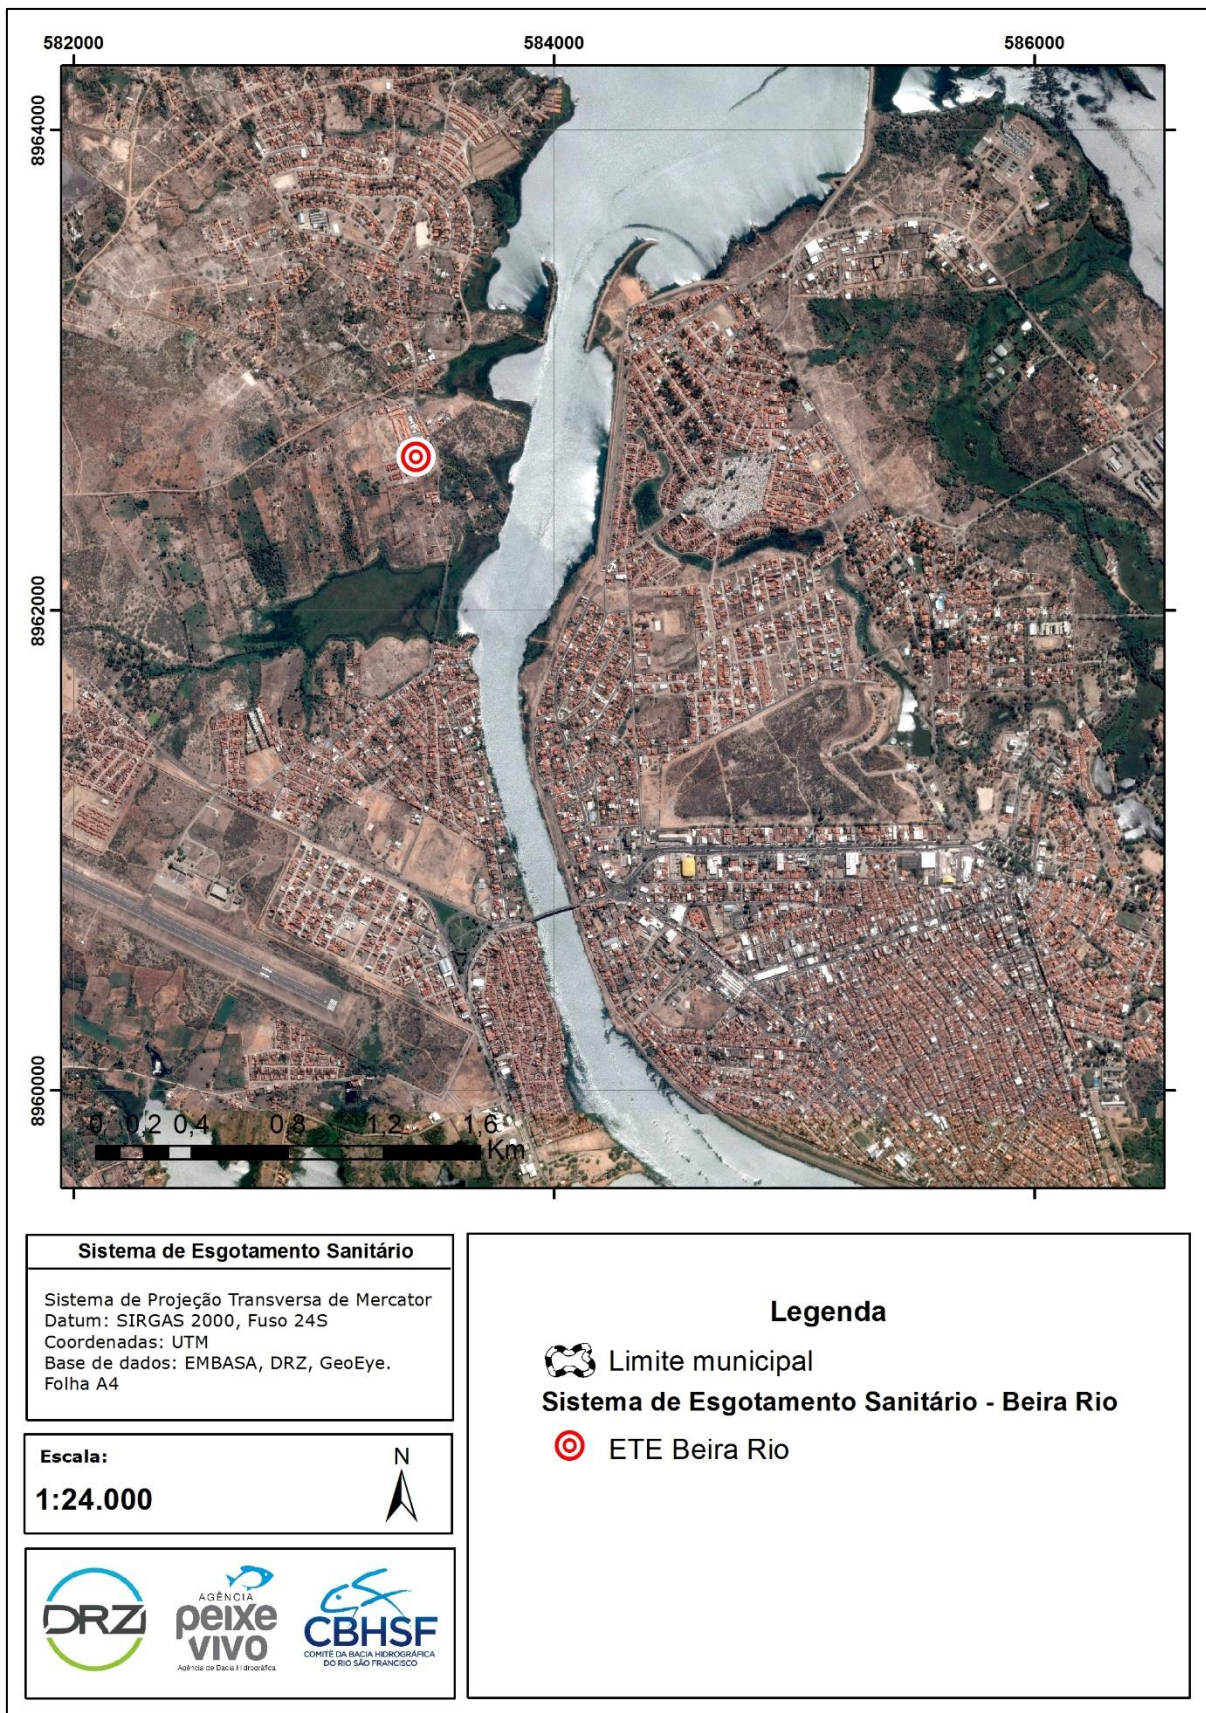 582000 584000 586000
8964000
8962000
8960000
0 0,2 0,4 0,8 1,2 1,6
Km
Sistema de Esgotamento Sanitário
Sistema de Projeção Transversa de Mercator
Datum: SIRGAS 2000, Fuso 24S
Coordenadas: UTM
Base de dados: EMBASA, DRZ, GeoEye.
Folha A4
Escala:
1:24.000
N
Legenda
Limite municipal
Sistema de Esgotamento Sanitário - Beira Rio
ETE Beira Rio
DRZ
AGÊNCIA
peixe
vivo
Agência de Bacia Hidrográfica
CBHSF
COMITÊ DA BACIA HIDROGRÁFICA
DO RIO SÃO FRANCISCO